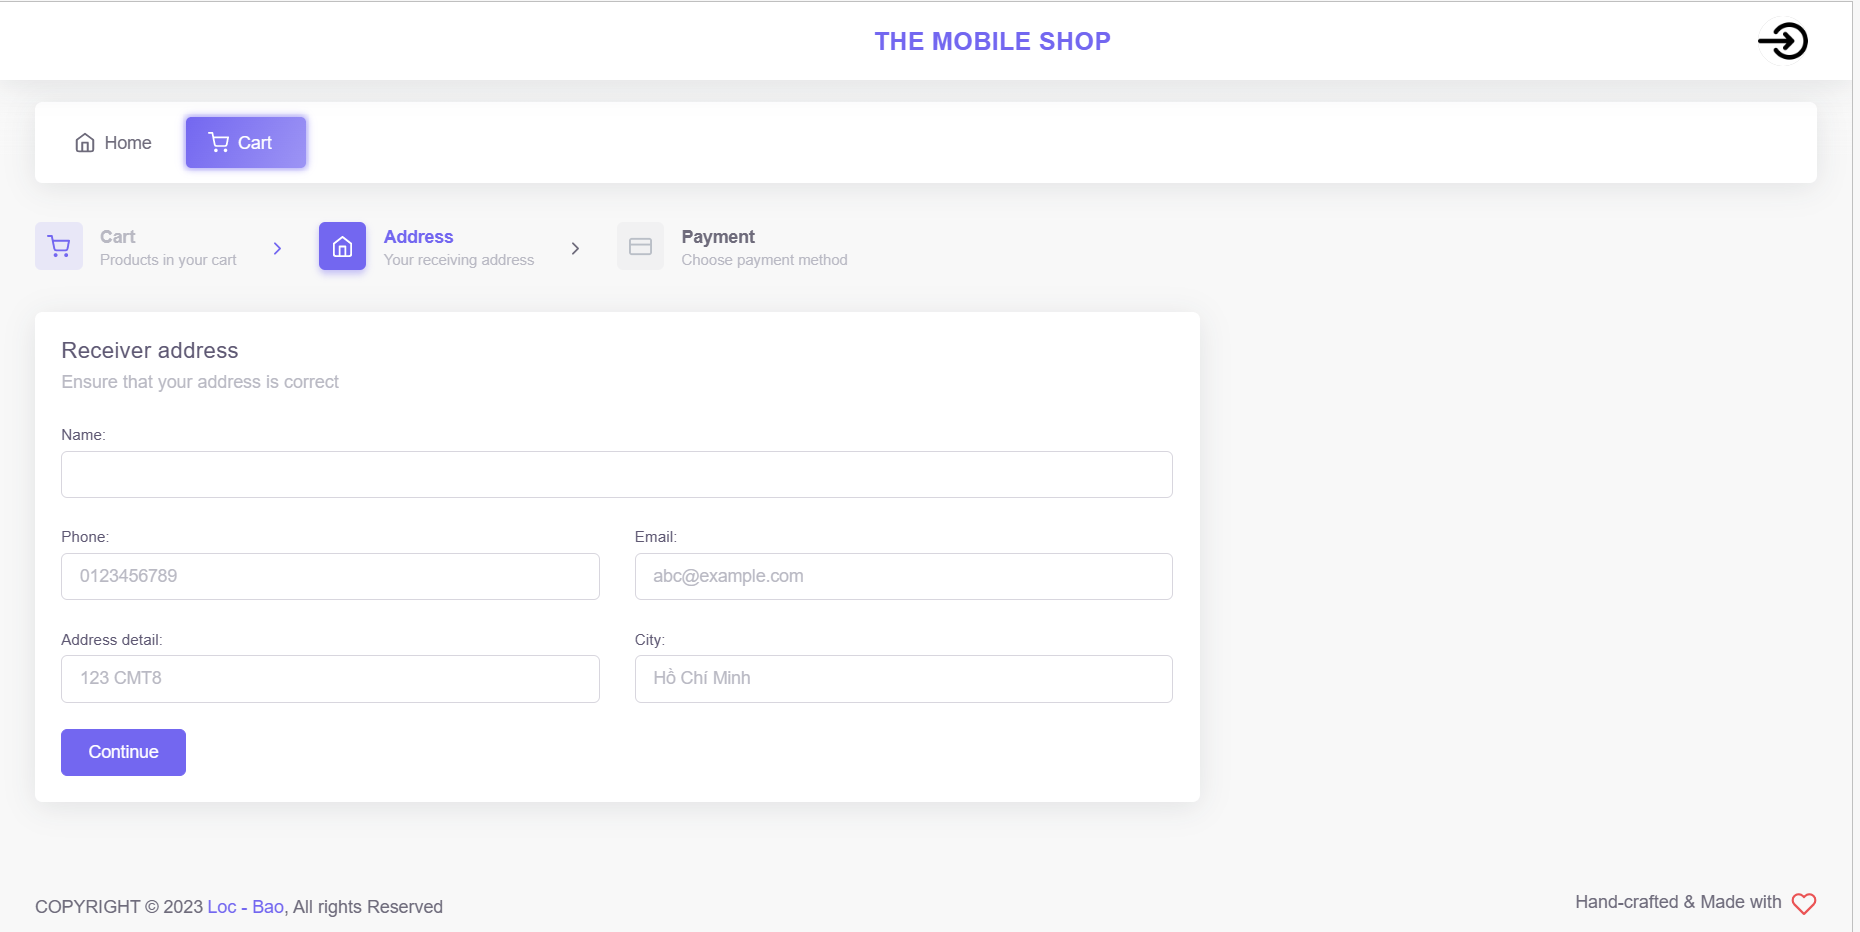 THE MOBILE SHOP
Home
Cart
Cart
Products in your cart
Address
Your receiving address
Payment
Choose payment method
Receiver address
Ensure that your address is correct
Name:
Phone:
Email:
0123456789
abc@example.com
Address detail:
City:
123 CMT8
Hồ Chí Minh
Continue
COPYRIGHT © 2023 Loc - Bao, All rights Reserved
Hand-crafted & Made with